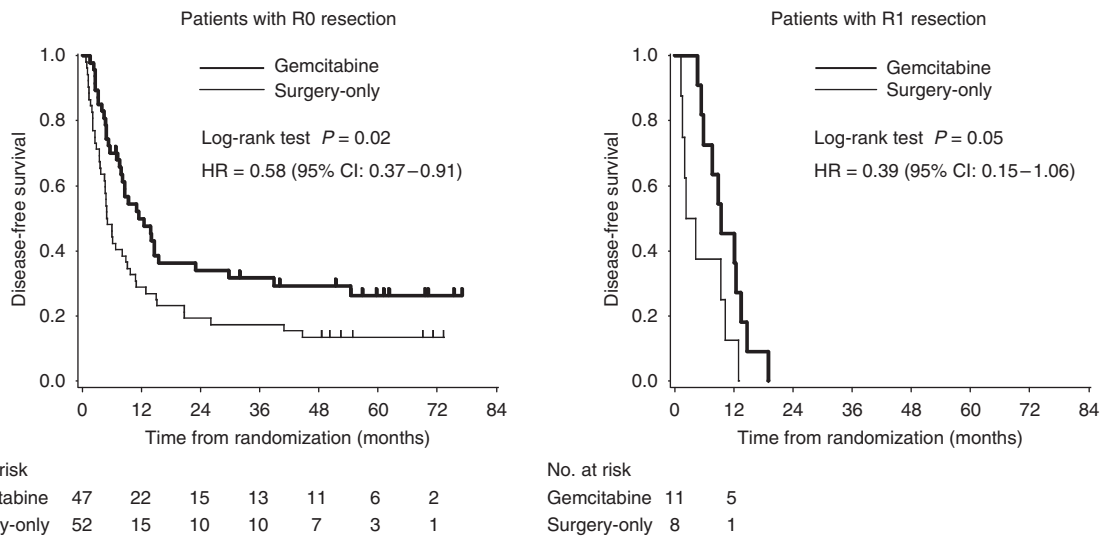 Patients with R0 resection
1.0
0.8
0.6
0.4
0.2
0.0
Disease-free survival
Gemcitabine
Surgery-only
Log-rank test P = 0.02
HR = 0.58 (95% CI: 0.37–0.91)
0 12 24 36 48 60 72 84
Time from randomization (months)
risk
tabine 47 22 15 13 11 6 2
y-only 52 15 10 10 7 3 1
Patients with R1 resection
1.0
0.8
0.6
0.4
0.2
0.0
Disease-free survival
Gemcitabine
Surgery-only
Log-rank test P = 0.05
HR = 0.39 (95% CI: 0.15–1.06)
0 12 24 36 48 60 72 84
Time from randomization (months)
No. at risk
Gemcitabine 11 5
Surgery-only 8 1